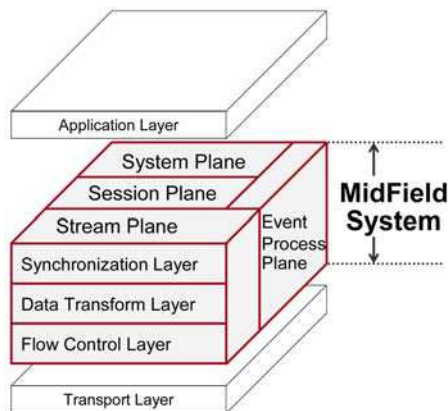 Application Layer
System Plane
Session Plane
Stream Plane
Synchronization Layer
Data Transform Layer
Flow Control Layer
Event
Process
Plane
MidField
System
Transport Layer